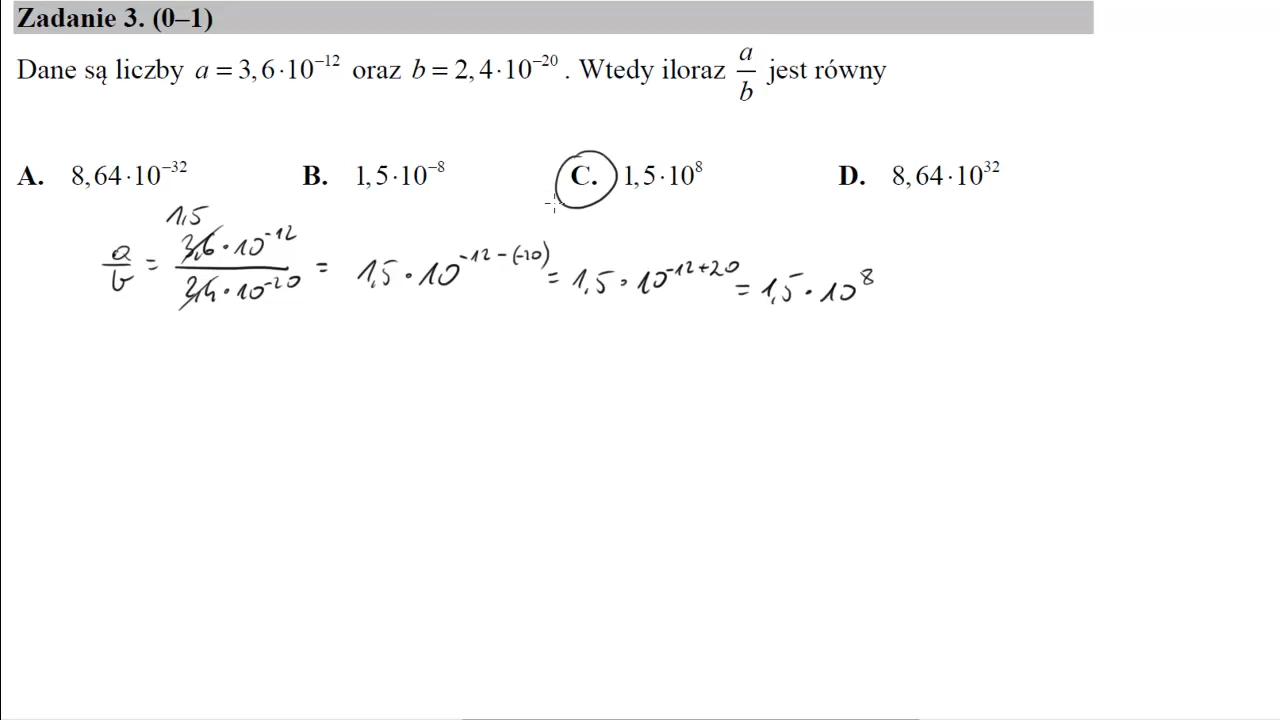 Zadanie 3. (0–1)
Dane są liczby a = 3,6·10⁻¹² oraz b = 2,4·10⁻²⁰. Wtedy iloraz a/b jest równy
A. 8,64·10⁻³² B. 1,5·10⁻⁸ C. 1,5·10⁸ D. 8,64·10³²
1,5
a/b = 3,6·10⁻¹² / 2,4·10⁻²⁰ = 1,5·10⁻¹²⁻⁽⁻²⁰⁾ = 1,5·10⁻¹²⁺²⁰ = 1,5·10⁸